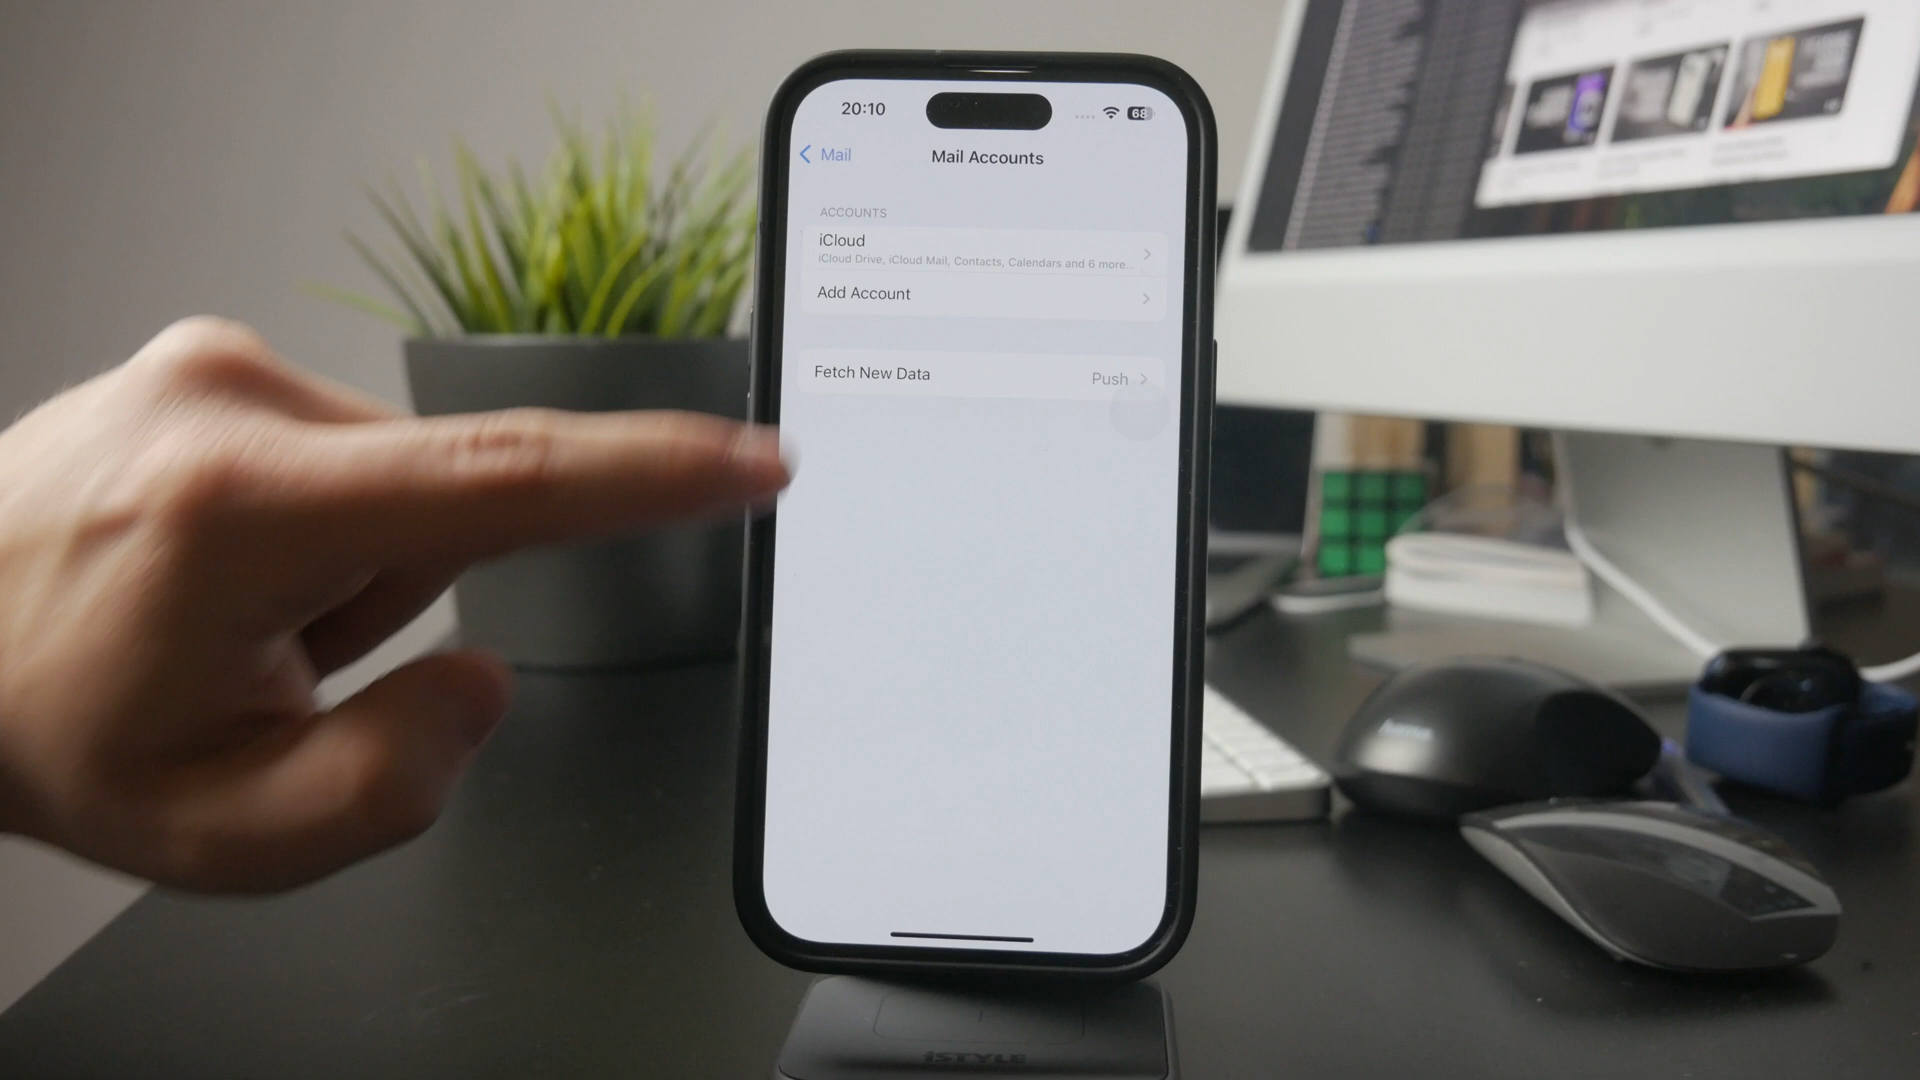 20:10
68
Mail
Mail Accounts
ACCOUNTS
iCloud
iCloud Drive, iCloud Mail, Contacts, Calendars and 6 more...
Add Account
Fetch New Data
Push
iSTYLE